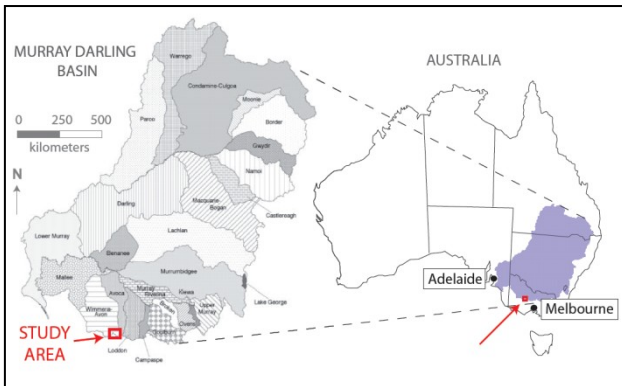 MURRAY DARLING
BASIN
0 250 500
kilometers
N
Warrego
Condamine-Culgoa
Paroo
Moonie
Border
Gwydir
Namoi
Macquarie-
Bogan
Castlereagh
Darling
Lachlan
Lower Murray
Benanee
Murrumbidgee
Lake George
Mallee
Avoca
Murray
Riverina
Kiewa
Upper
Murray
Wimmera-
Avon
Broken
Ovens
Goulburn
Loddon
Campaspe
STUDY
AREA
AUSTRALIA
Adelaide
Melbourne